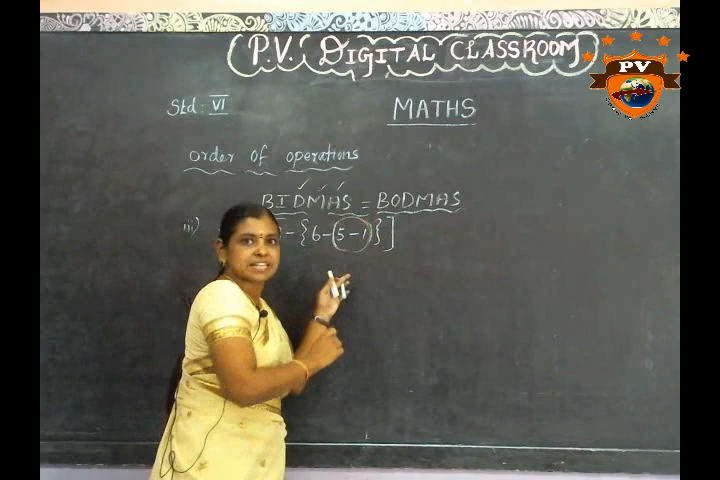 P.V. DIGITAL CLASSROOM
PV
Std: VI
MATHS
order of operations
BIDMAS = BODMAS
iii) - {6-(5-1)}]